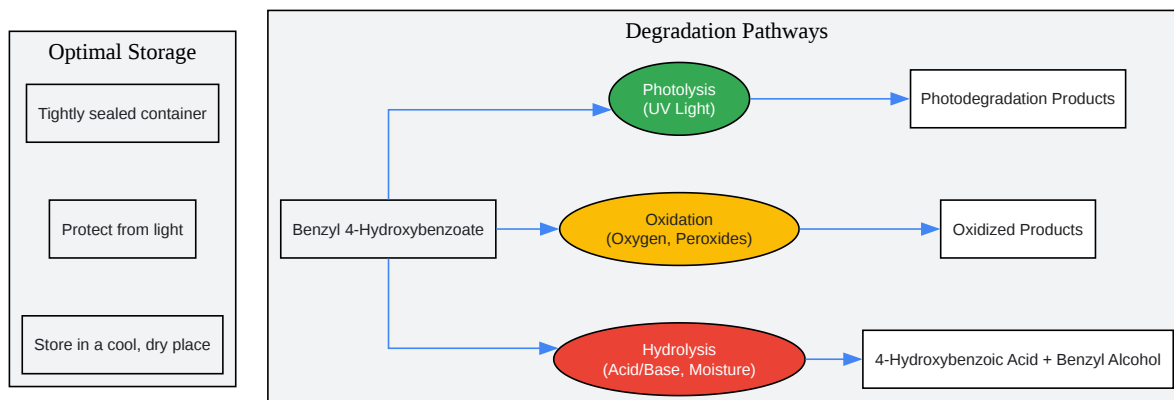 Optimal Storage
Tightly sealed container
Protect from light
Store in a cool, dry place
Degradation Pathways
Benzyl 4-Hydroxybenzoate
Photolysis
(UV Light)
Photodegradation Products
Oxidation
(Oxygen, Peroxides)
Oxidized Products
Hydrolysis
(Acid/Base, Moisture)
4-Hydroxybenzoic Acid + Benzyl Alcohol